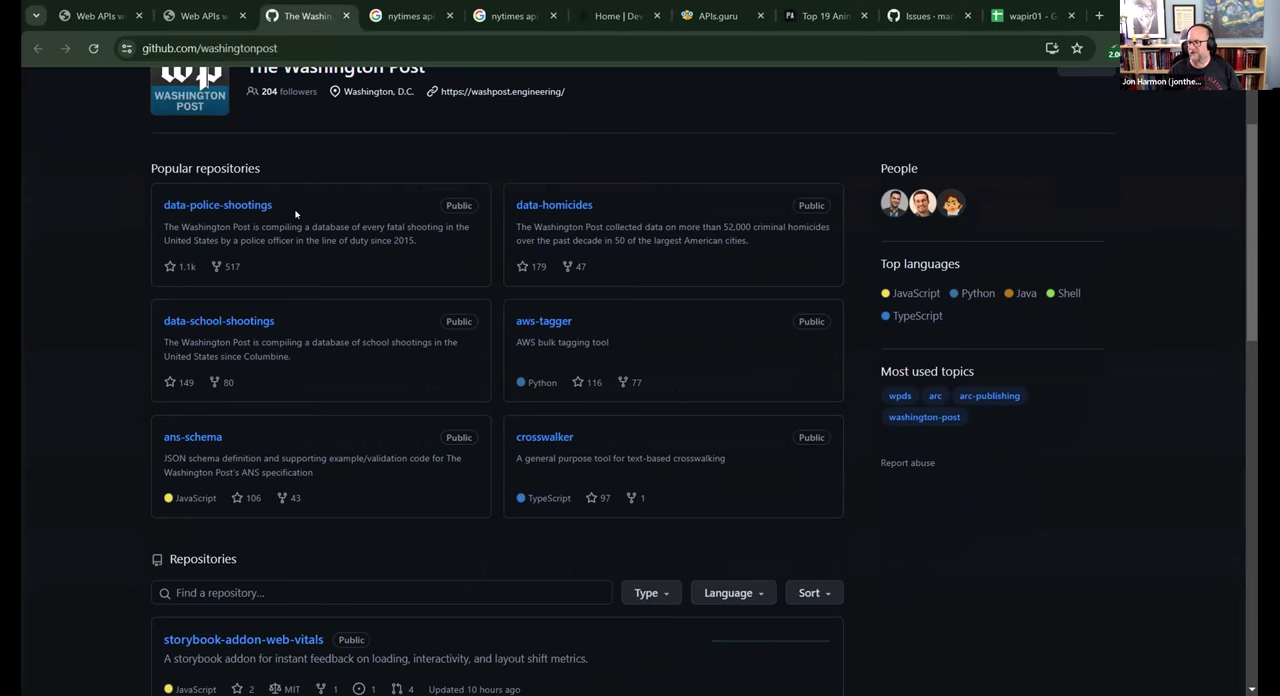 Web APIs w
Web APIs w
The Washin
nytimes ap
nytimes ap
Home | De
APIs.guru
Top 19 Ani
Issues · mar
wapir01 - G
github.com/washingtonpost
2.0
Jon Harmon (jonthe...
wp
WASHINGTON
POST
The Washington Post
204 followers
Washington, D.C.
https://washpost.engineering/
Popular repositories
data-police-shootings
Public
The Washington Post is compiling a database of every fatal shooting in the
United States by a police officer in the line of duty since 2015.
1.1k
517
data-homicides
Public
The Washington Post collected data on more than 52,000 criminal homicides
over the past decade in 50 of the largest American cities.
179
47
data-school-shootings
Public
The Washington Post is compiling a database of school shootings in the
United States since Columbine.
149
80
aws-tagger
Public
AWS bulk tagging tool
Python
116
77
ans-schema
Public
JSON schema definition and supporting example/validation code for The
Washington Post's ANS specification
JavaScript
106
43
crosswalker
Public
A general purpose tool for text-based crosswalking
TypeScript
97
1
People
Top languages
JavaScript Python Java Shell
TypeScript
Most used topics
wpds arc arc-publishing
washington-post
Report abuse
Repositories
Find a repository...
Type
Language
Sort
storybook-addon-web-vitals Public
A storybook addon for instant feedback on loading, interactivity, and layout shift metrics.
JavaScript 2 MIT 1 1 4 Updated 10 hours ago